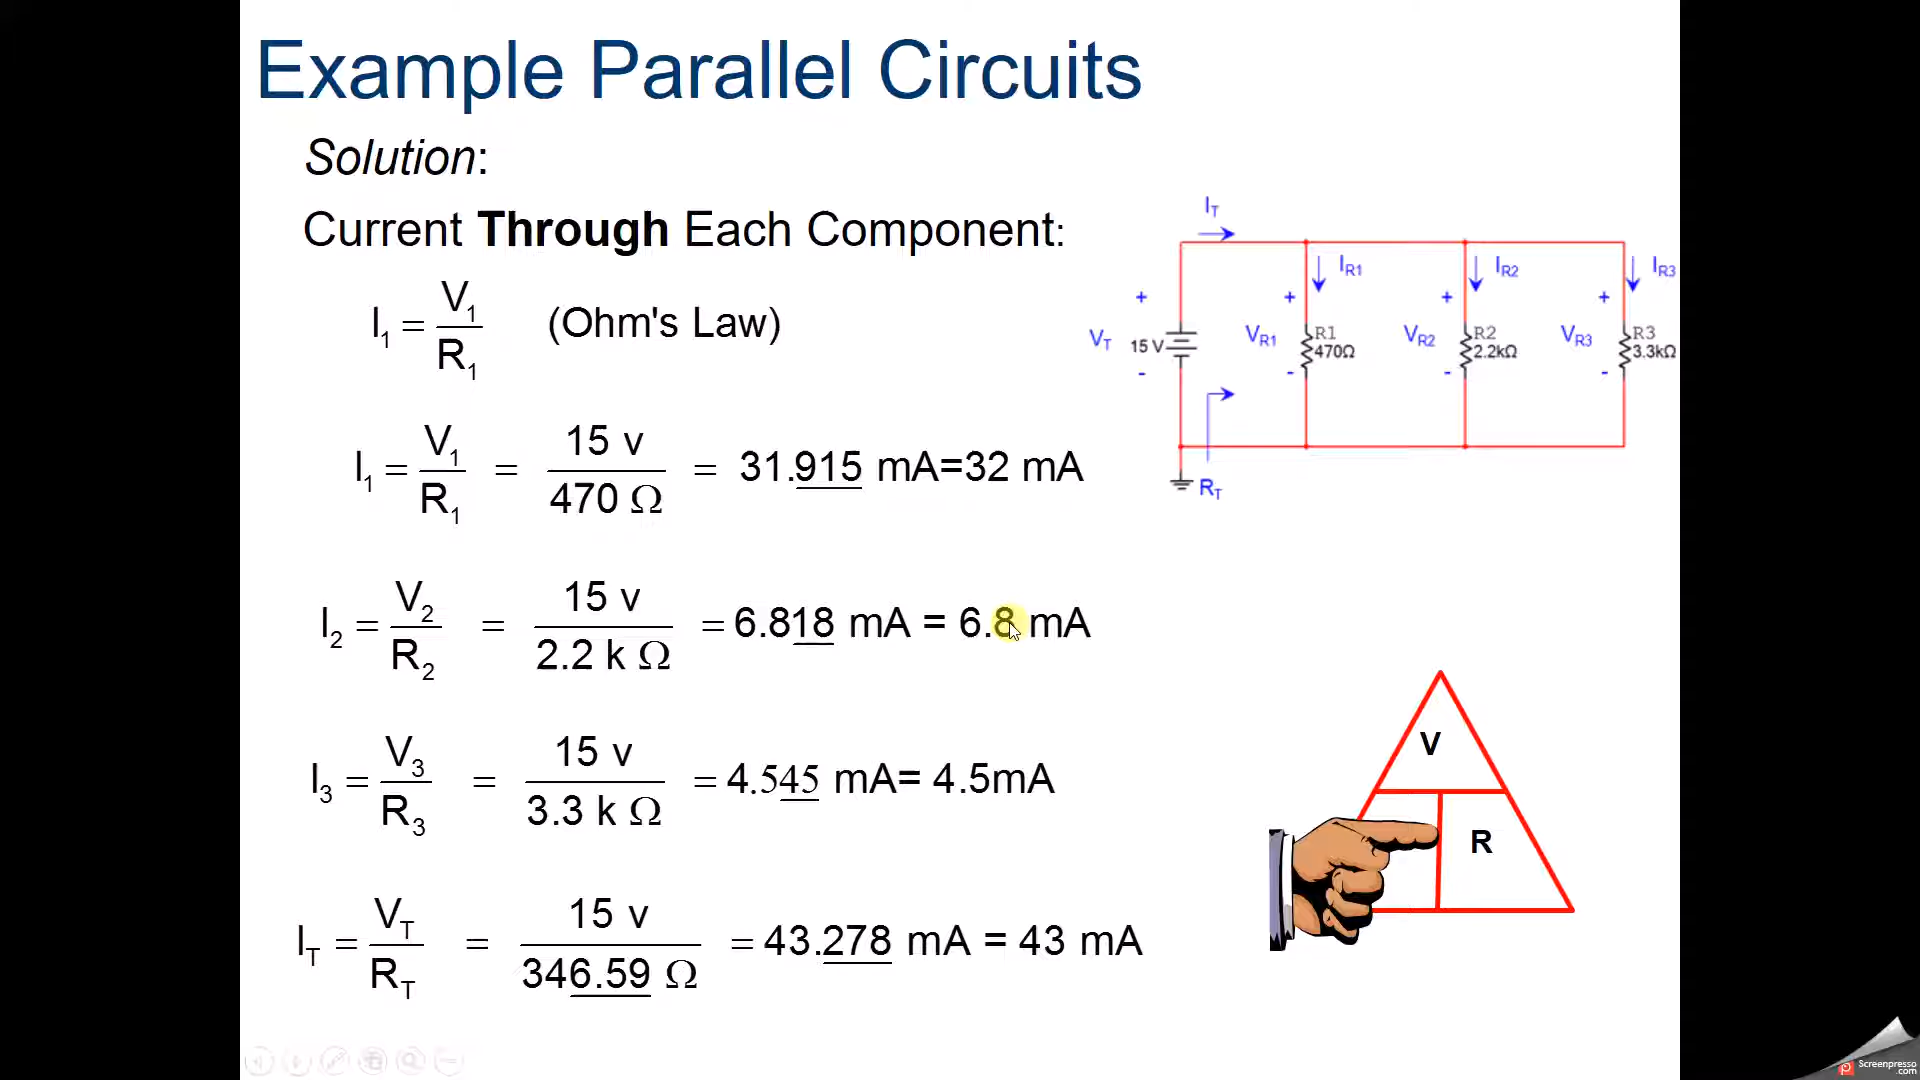 Example Parallel Circuits
Solution:
Current Through Each Component:
I1 = V1 / R1 (Ohm's Law)
I1 = V1 / R1 = 15 v / 470 Ω = 31.915 mA=32 mA
I2 = V2 / R2 = 15 v / 2.2 k Ω = 6.818 mA = 6.8 mA
I3 = V3 / R3 = 15 v / 3.3 k Ω = 4.545 mA= 4.5mA
IT = VT / RT = 15 v / 346.59 Ω = 43.278 mA = 43 mA
IT
IR1 IR2 IR3
+ + + +
VT 15 V VR1 R1 VR2 R2 VR3 R3
470Ω 2.2kΩ 3.3kΩ
- - - -
RT
V
R
Screenpresso
.com